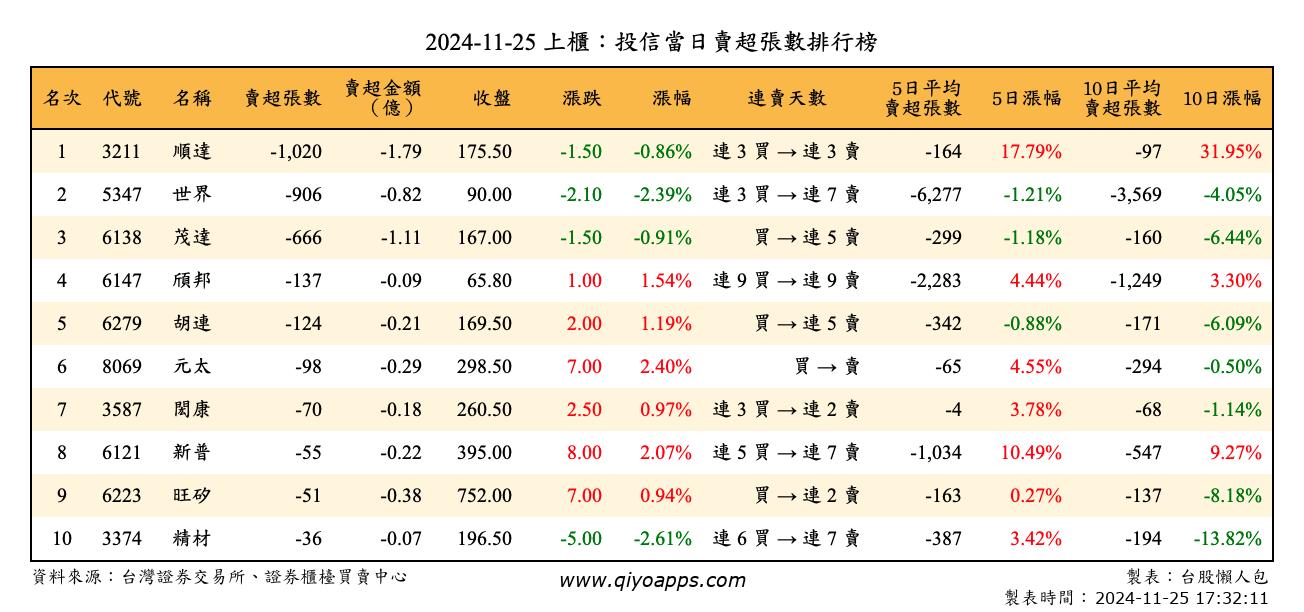 2024-11-25 上櫃：投信當日賣超張數排行榜
名次 代號 名稱 賣超張數 賣超金額（億） 收盤 漲跌 漲幅 連賣天數 5日平均賣超張數 5日漲幅 10日平均賣超張數 10日漲幅
1 3211 順達 -1,020 -1.79 175.50 -1.50 -0.86% 連 3 買 → 連 3 賣 -164 17.79% -97 31.95%
2 5347 世界 -906 -0.82 90.00 -2.10 -2.39% 連 3 買 → 連 7 賣 -6,277 -1.21% -3,569 -4.05%
3 6138 茂達 -666 -1.11 167.00 -1.50 -0.91% 買 → 連 5 賣 -299 -1.18% -160 -6.44%
4 6147 頎邦 -137 -0.09 65.80 1.00 1.54% 連 9 買 → 連 9 賣 -2,283 4.44% -1,249 3.30%
5 6279 胡連 -124 -0.21 169.50 2.00 1.19% 買 → 連 5 賣 -342 -0.88% -171 -6.09%
6 8069 元太 -98 -0.29 298.50 7.00 2.40% 買 → 賣 -65 4.55% -294 -0.50%
7 3587 閎康 -70 -0.18 260.50 2.50 0.97% 連 3 買 → 連 2 賣 -4 3.78% -68 -1.14%
8 6121 新普 -55 -0.22 395.00 8.00 2.07% 連 5 買 → 連 7 賣 -1,034 10.49% -547 9.27%
9 6223 旺矽 -51 -0.38 752.00 7.00 0.94% 買 → 連 2 賣 -163 0.27% -137 -8.18%
10 3374 精材 -36 -0.07 196.50 -5.00 -2.61% 連 6 買 → 連 7 賣 -387 3.42% -194 -13.82%
資料來源：台灣證券交易所、證券櫃檯買賣中心 www.qiyoapps.com 製表：台股懶人包
製表時間：2024-11-25 17:32:11